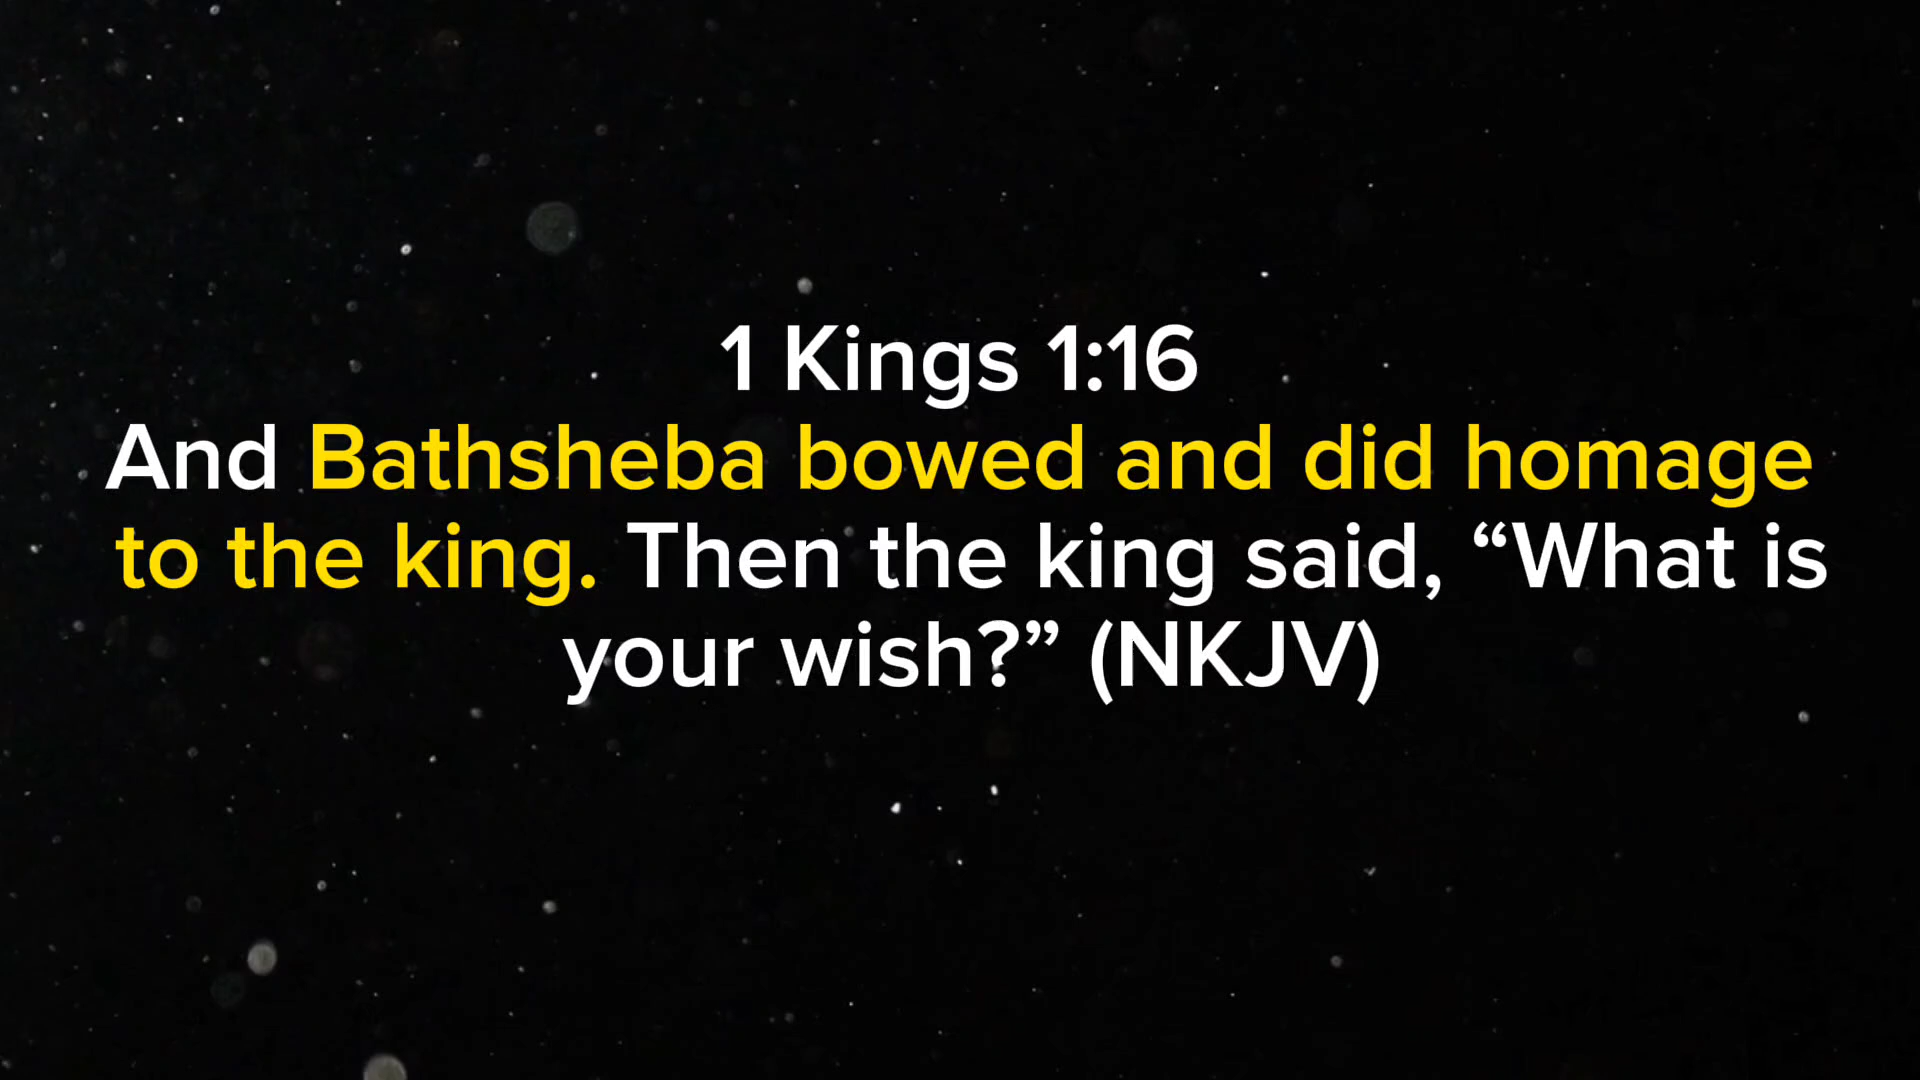 1 Kings 1:16
And Bathsheba bowed and did homage
to the king. Then the king said, “What is
your wish?” (NKJV)